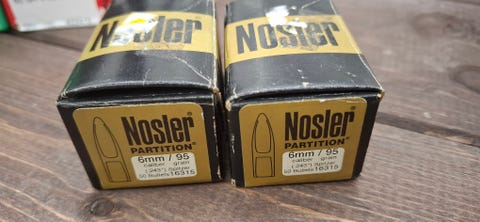 Nosler
Nosler
Nosler
PARTITION
6mm / 95
caliber grain
(.243") Spitzer
50 Bullets 16315
Nosler
PARTITION
6mm / 95
caliber grain
(.243") Spitzer
50 Bullets 16315